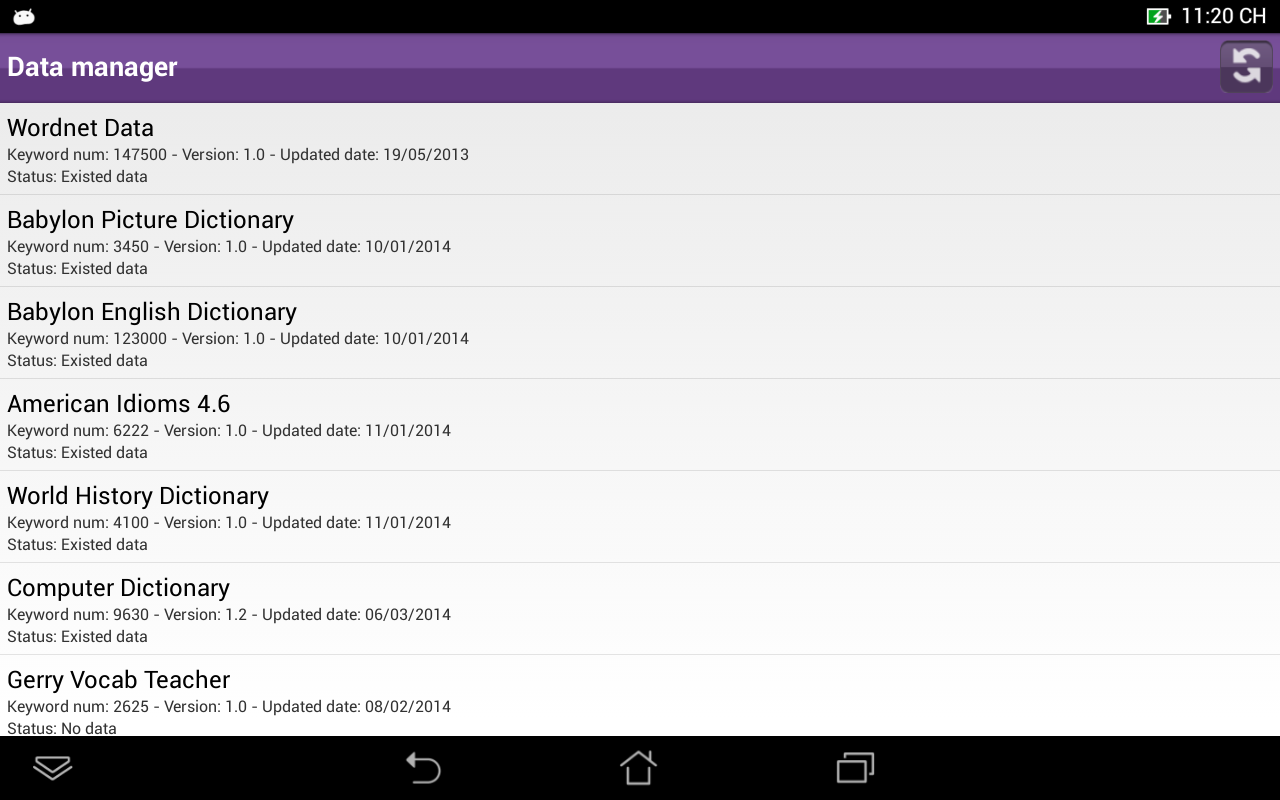 11:20 CH
Data manager
Wordnet Data
Keyword num: 147500 - Version: 1.0 - Updated date: 19/05/2013
Status: Existed data
Babylon Picture Dictionary
Keyword num: 3450 - Version: 1.0 - Updated date: 10/01/2014
Status: Existed data
Babylon English Dictionary
Keyword num: 123000 - Version: 1.0 - Updated date: 10/01/2014
Status: Existed data
American Idioms 4.6
Keyword num: 6222 - Version: 1.0 - Updated date: 11/01/2014
Status: Existed data
World History Dictionary
Keyword num: 4100 - Version: 1.0 - Updated date: 11/01/2014
Status: Existed data
Computer Dictionary
Keyword num: 9630 - Version: 1.2 - Updated date: 06/03/2014
Status: Existed data
Gerry Vocab Teacher
Keyword num: 2625 - Version: 1.0 - Updated date: 08/02/2014
Status: No data